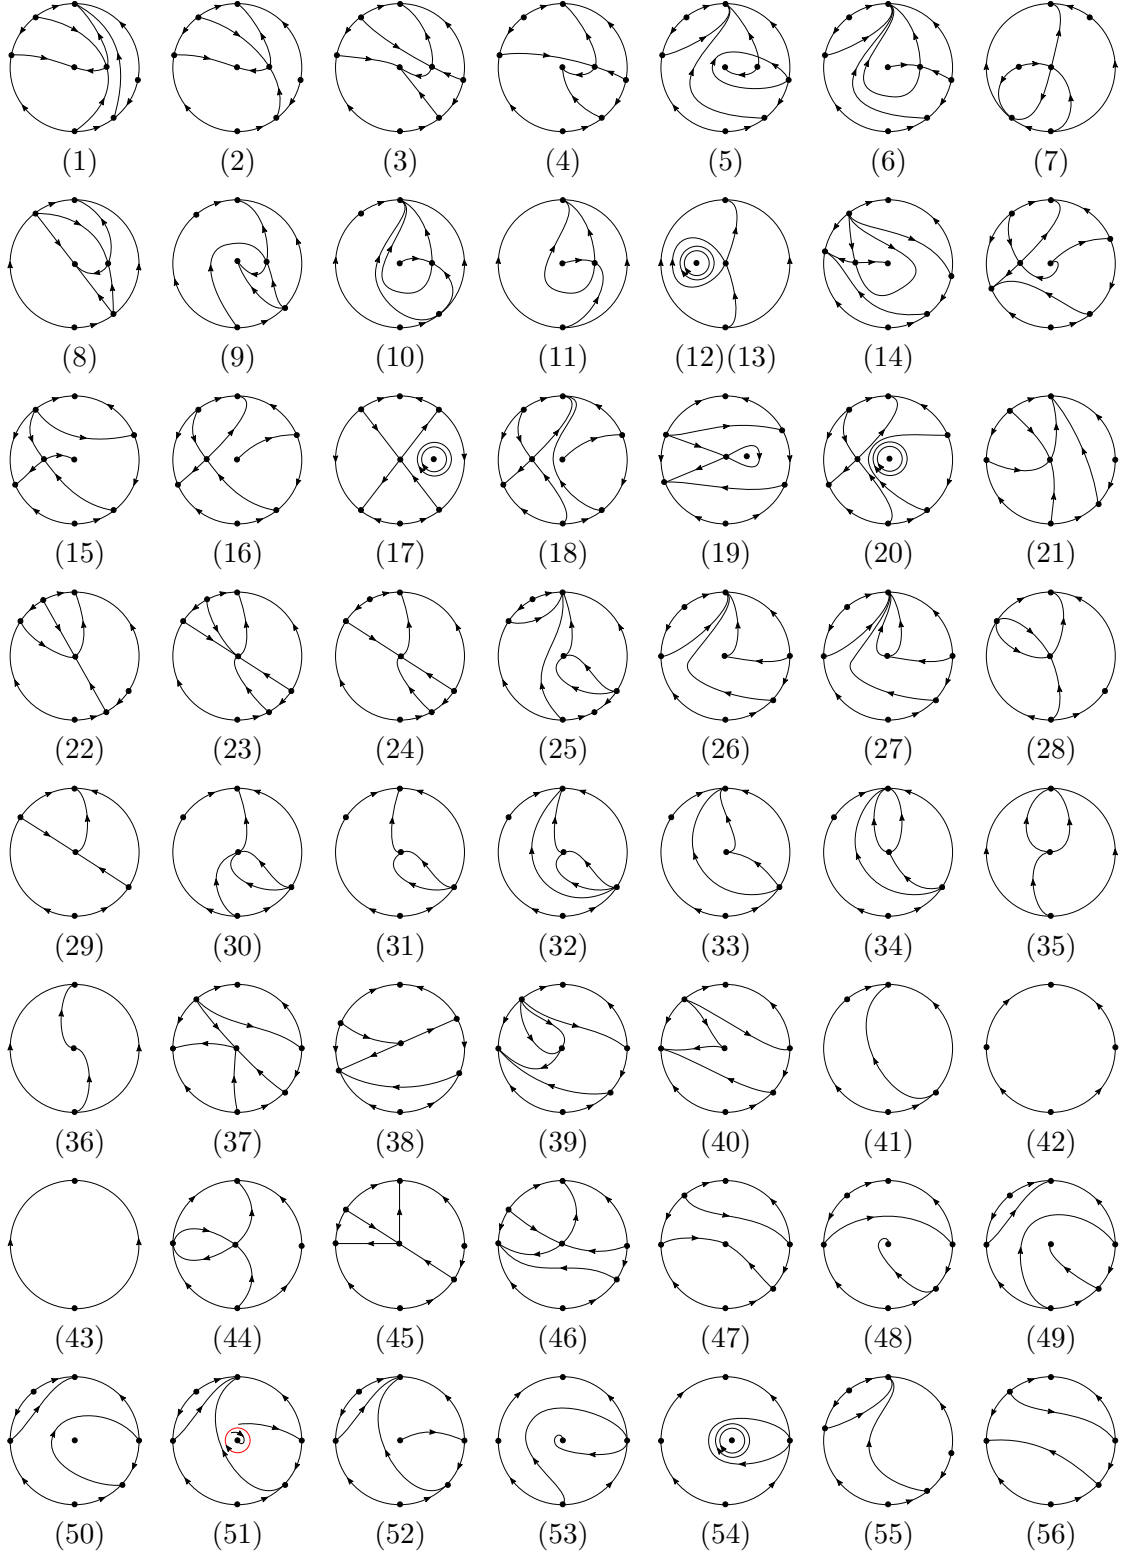 (1) (2) (3) (4) (5) (6) (7)
(8) (9) (10) (11) (12)(13) (14)
(15) (16) (17) (18) (19) (20) (21)
(22) (23) (24) (25) (26) (27) (28)
(29) (30) (31) (32) (33) (34) (35)
(36) (37) (38) (39) (40) (41) (42)
(43) (44) (45) (46) (47) (48) (49)
(50) (51) (52) (53) (54) (55) (56)